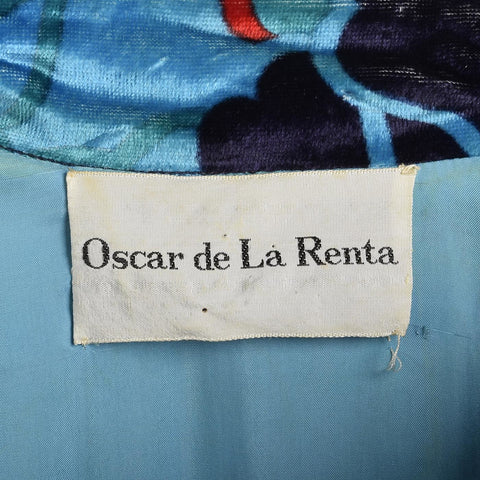 Oscar de La Renta